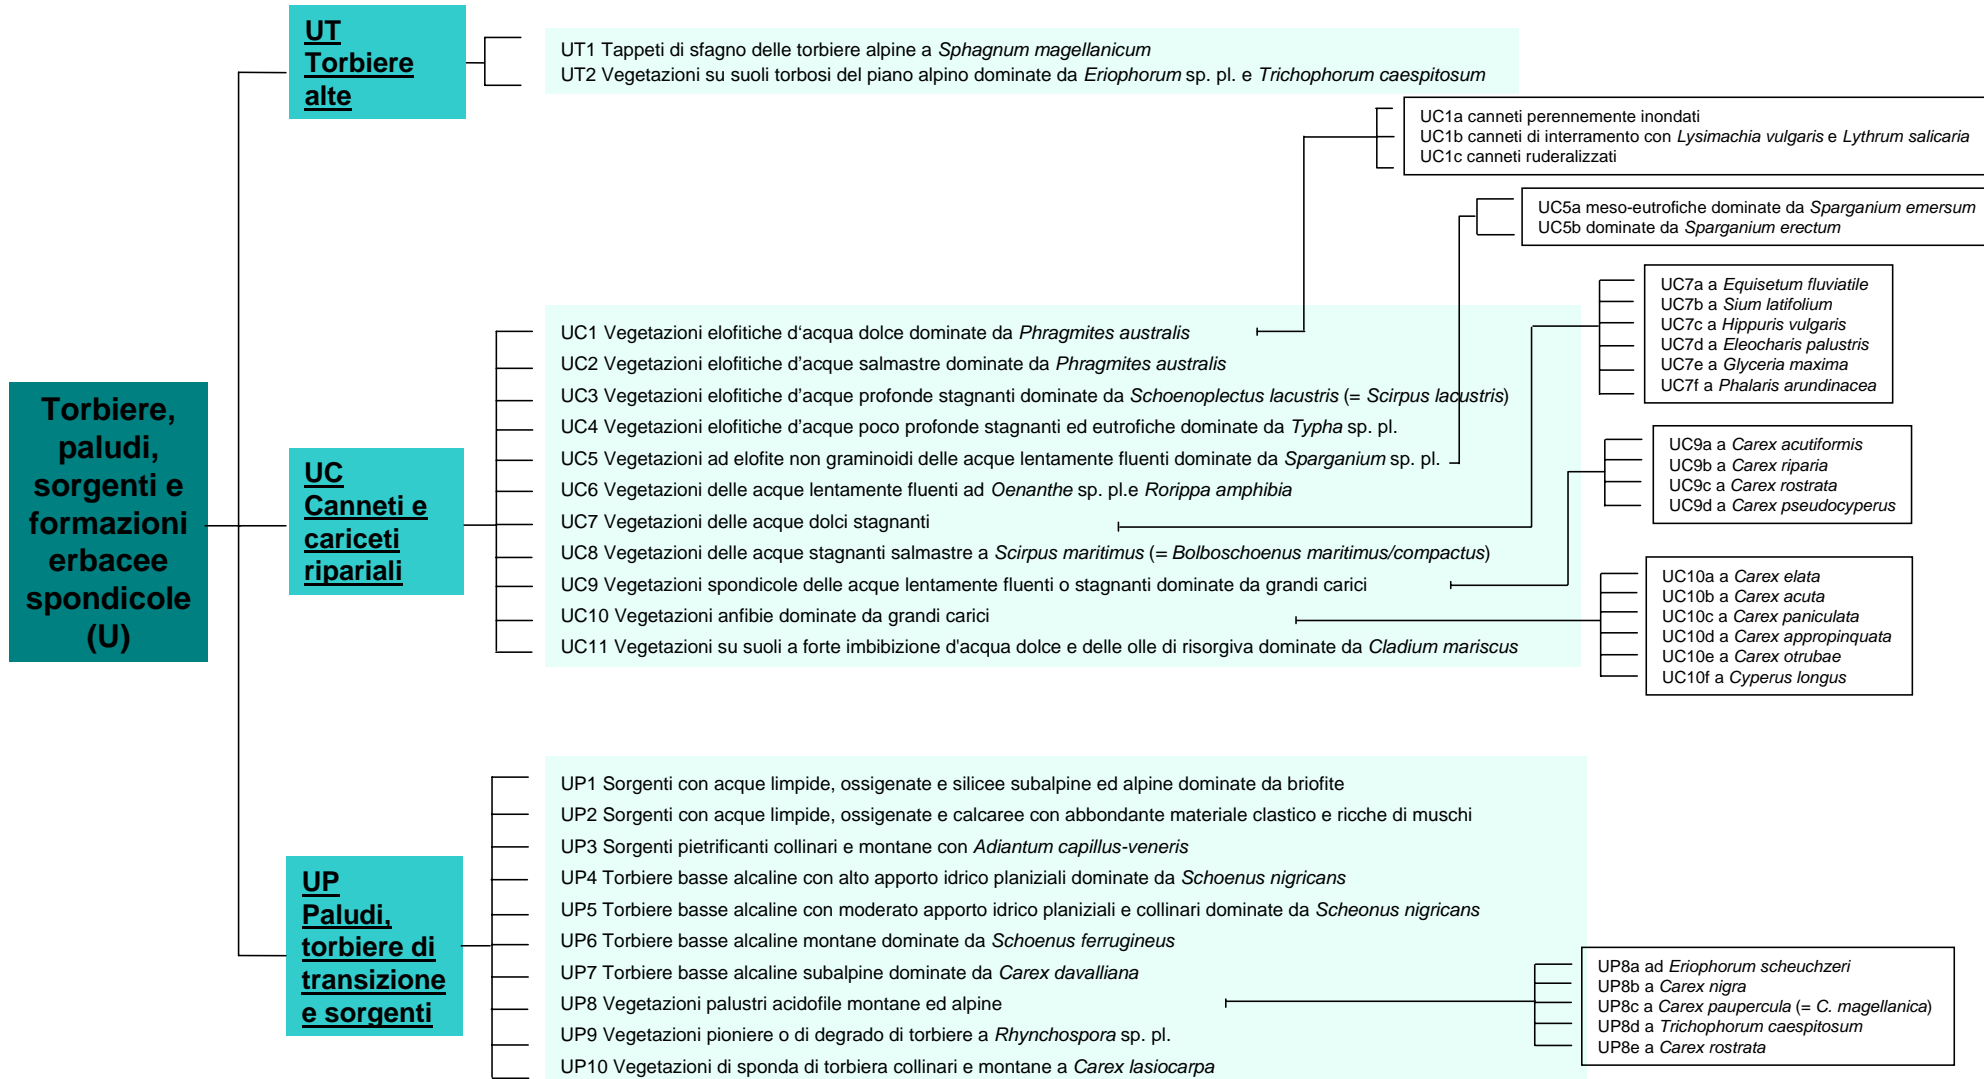 Torbiere,
paludi,
sorgenti e
formazioni
erbacee
spondicole
(U)
UT
Torbiere
alte
UT1 Tappeti di sfagno delle torbiere alpine a Sphagnum magellanicum
UT2 Vegetazioni su suoli torbosi del piano alpino dominate da Eriophorum sp. pl. e Trichophorum caespitosum
UC
Canneti e
cariceti
ripariali
UC1 Vegetazioni elofitiche d‘acqua dolce dominate da Phragmites australis
UC2 Vegetazioni elofitiche d’acque salmastre dominate da Phragmites australis
UC3 Vegetazioni elofitiche d’acque profonde stagnanti dominate da Schoenoplectus lacustris (= Scirpus lacustris)
UC4 Vegetazioni elofitiche d’acque poco profonde stagnanti ed eutrofiche dominate da Typha sp. pl.
UC5 Vegetazioni ad elofite non graminoidi delle acque lentamente fluenti dominate da Sparganium sp. pl.
UC6 Vegetazioni delle acque lentamente fluenti ad Oenanthe sp. pl.e Rorippa amphibia
UC7 Vegetazioni delle acque dolci stagnanti
UC8 Vegetazioni delle acque stagnanti salmastre a Scirpus maritimus (= Bolboschoenus maritimus/compactus)
UC9 Vegetazioni spondicole delle acque lentamente fluenti o stagnanti dominate da grandi carici
UC10 Vegetazioni anfibie dominate da grandi carici
UC11 Vegetazioni su suoli a forte imbibizione d'acqua dolce e delle olle di risorgiva dominate da Cladium mariscus
UC1a canneti perennemente inondati
UC1b canneti di interramento con Lysimachia vulgaris e Lythrum salicaria
UC1c canneti ruderalizzati
UC5a meso-eutrofiche dominate da Sparganium emersum
UC5b dominate da Sparganium erectum
UC7a a Equisetum fluviatile
UC7b a Sium latifolium
UC7c a Hippuris vulgaris
UC7d a Eleocharis palustris
UC7e a Glyceria maxima
UC7f a Phalaris arundinacea
UC9a a Carex acutiformis
UC9b a Carex riparia
UC9c a Carex rostrata
UC9d a Carex pseudocyperus
UC10a a Carex elata
UC10b a Carex acuta
UC10c a Carex paniculata
UC10d a Carex appropinquata
UC10e a Carex otrubae
UC10f a Cyperus longus
UP
Paludi,
torbiere di
transizione
e sorgenti
UP1 Sorgenti con acque limpide, ossigenate e silicee subalpine ed alpine dominate da briofite
UP2 Sorgenti con acque limpide, ossigenate e calcaree con abbondante materiale clastico e ricche di muschi
UP3 Sorgenti pietrificanti collinari e montane con Adiantum capillus-veneris
UP4 Torbiere basse alcaline con alto apporto idrico planiziali dominate da Schoenus nigricans
UP5 Torbiere basse alcaline con moderato apporto idrico planiziali e collinari dominate da Scheonus nigricans
UP6 Torbiere basse alcaline montane dominate da Schoenus ferrugineus
UP7 Torbiere basse alcaline subalpine dominate da Carex davalliana
UP8 Vegetazioni palustri acidofile montane ed alpine
UP9 Vegetazioni pioniere o di degrado di torbiere a Rhynchospora sp. pl.
UP10 Vegetazioni di sponda di torbiera collinari e montane a Carex lasiocarpa
UP8a ad Eriophorum scheuchzeri
UP8b a Carex nigra
UP8c a Carex paupercula (= C. magellanica)
UP8d a Trichophorum caespitosum
UP8e a Carex rostrata